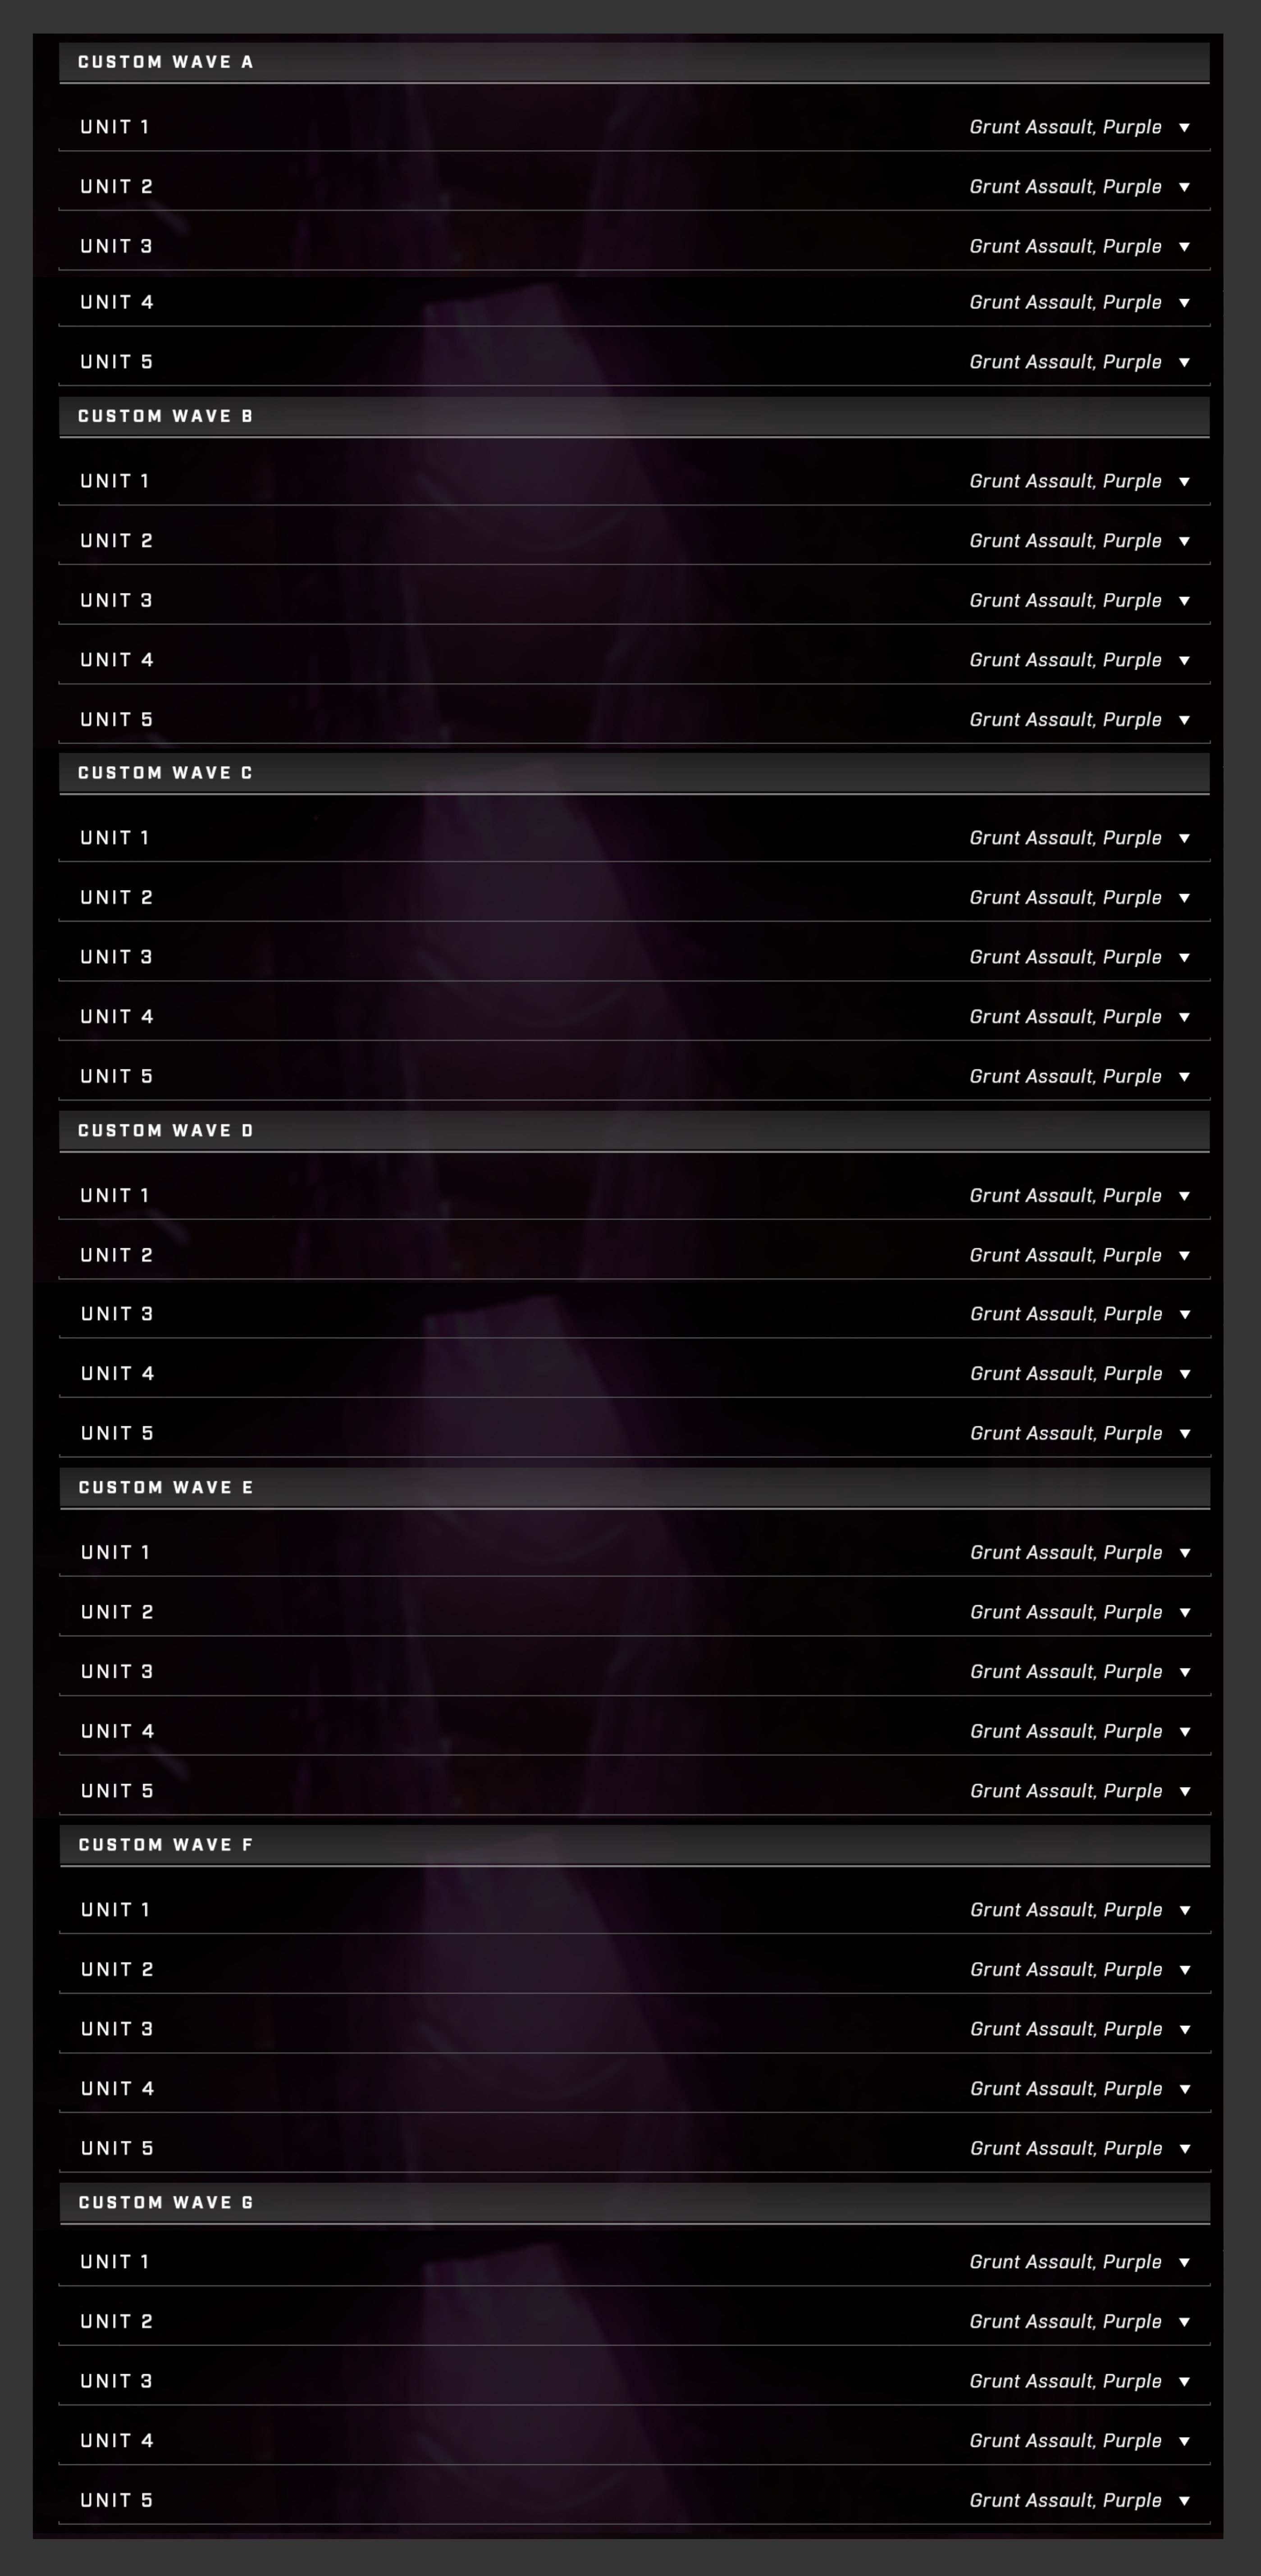 CUSTOM WAVE A
UNIT 1 Grunt Assault, Purple
UNIT 2 Grunt Assault, Purple
UNIT 3 Grunt Assault, Purple
UNIT 4 Grunt Assault, Purple
UNIT 5 Grunt Assault, Purple
CUSTOM WAVE B
UNIT 1 Grunt Assault, Purple
UNIT 2 Grunt Assault, Purple
UNIT 3 Grunt Assault, Purple
UNIT 4 Grunt Assault, Purple
UNIT 5 Grunt Assault, Purple
CUSTOM WAVE C
UNIT 1 Grunt Assault, Purple
UNIT 2 Grunt Assault, Purple
UNIT 3 Grunt Assault, Purple
UNIT 4 Grunt Assault, Purple
UNIT 5 Grunt Assault, Purple
CUSTOM WAVE D
UNIT 1 Grunt Assault, Purple
UNIT 2 Grunt Assault, Purple
UNIT 3 Grunt Assault, Purple
UNIT 4 Grunt Assault, Purple
UNIT 5 Grunt Assault, Purple
CUSTOM WAVE E
UNIT 1 Grunt Assault, Purple
UNIT 2 Grunt Assault, Purple
UNIT 3 Grunt Assault, Purple
UNIT 4 Grunt Assault, Purple
UNIT 5 Grunt Assault, Purple
CUSTOM WAVE F
UNIT 1 Grunt Assault, Purple
UNIT 2 Grunt Assault, Purple
UNIT 3 Grunt Assault, Purple
UNIT 4 Grunt Assault, Purple
UNIT 5 Grunt Assault, Purple
CUSTOM WAVE G
UNIT 1 Grunt Assault, Purple
UNIT 2 Grunt Assault, Purple
UNIT 3 Grunt Assault, Purple
UNIT 4 Grunt Assault, Purple
UNIT 5 Grunt Assault, Purple